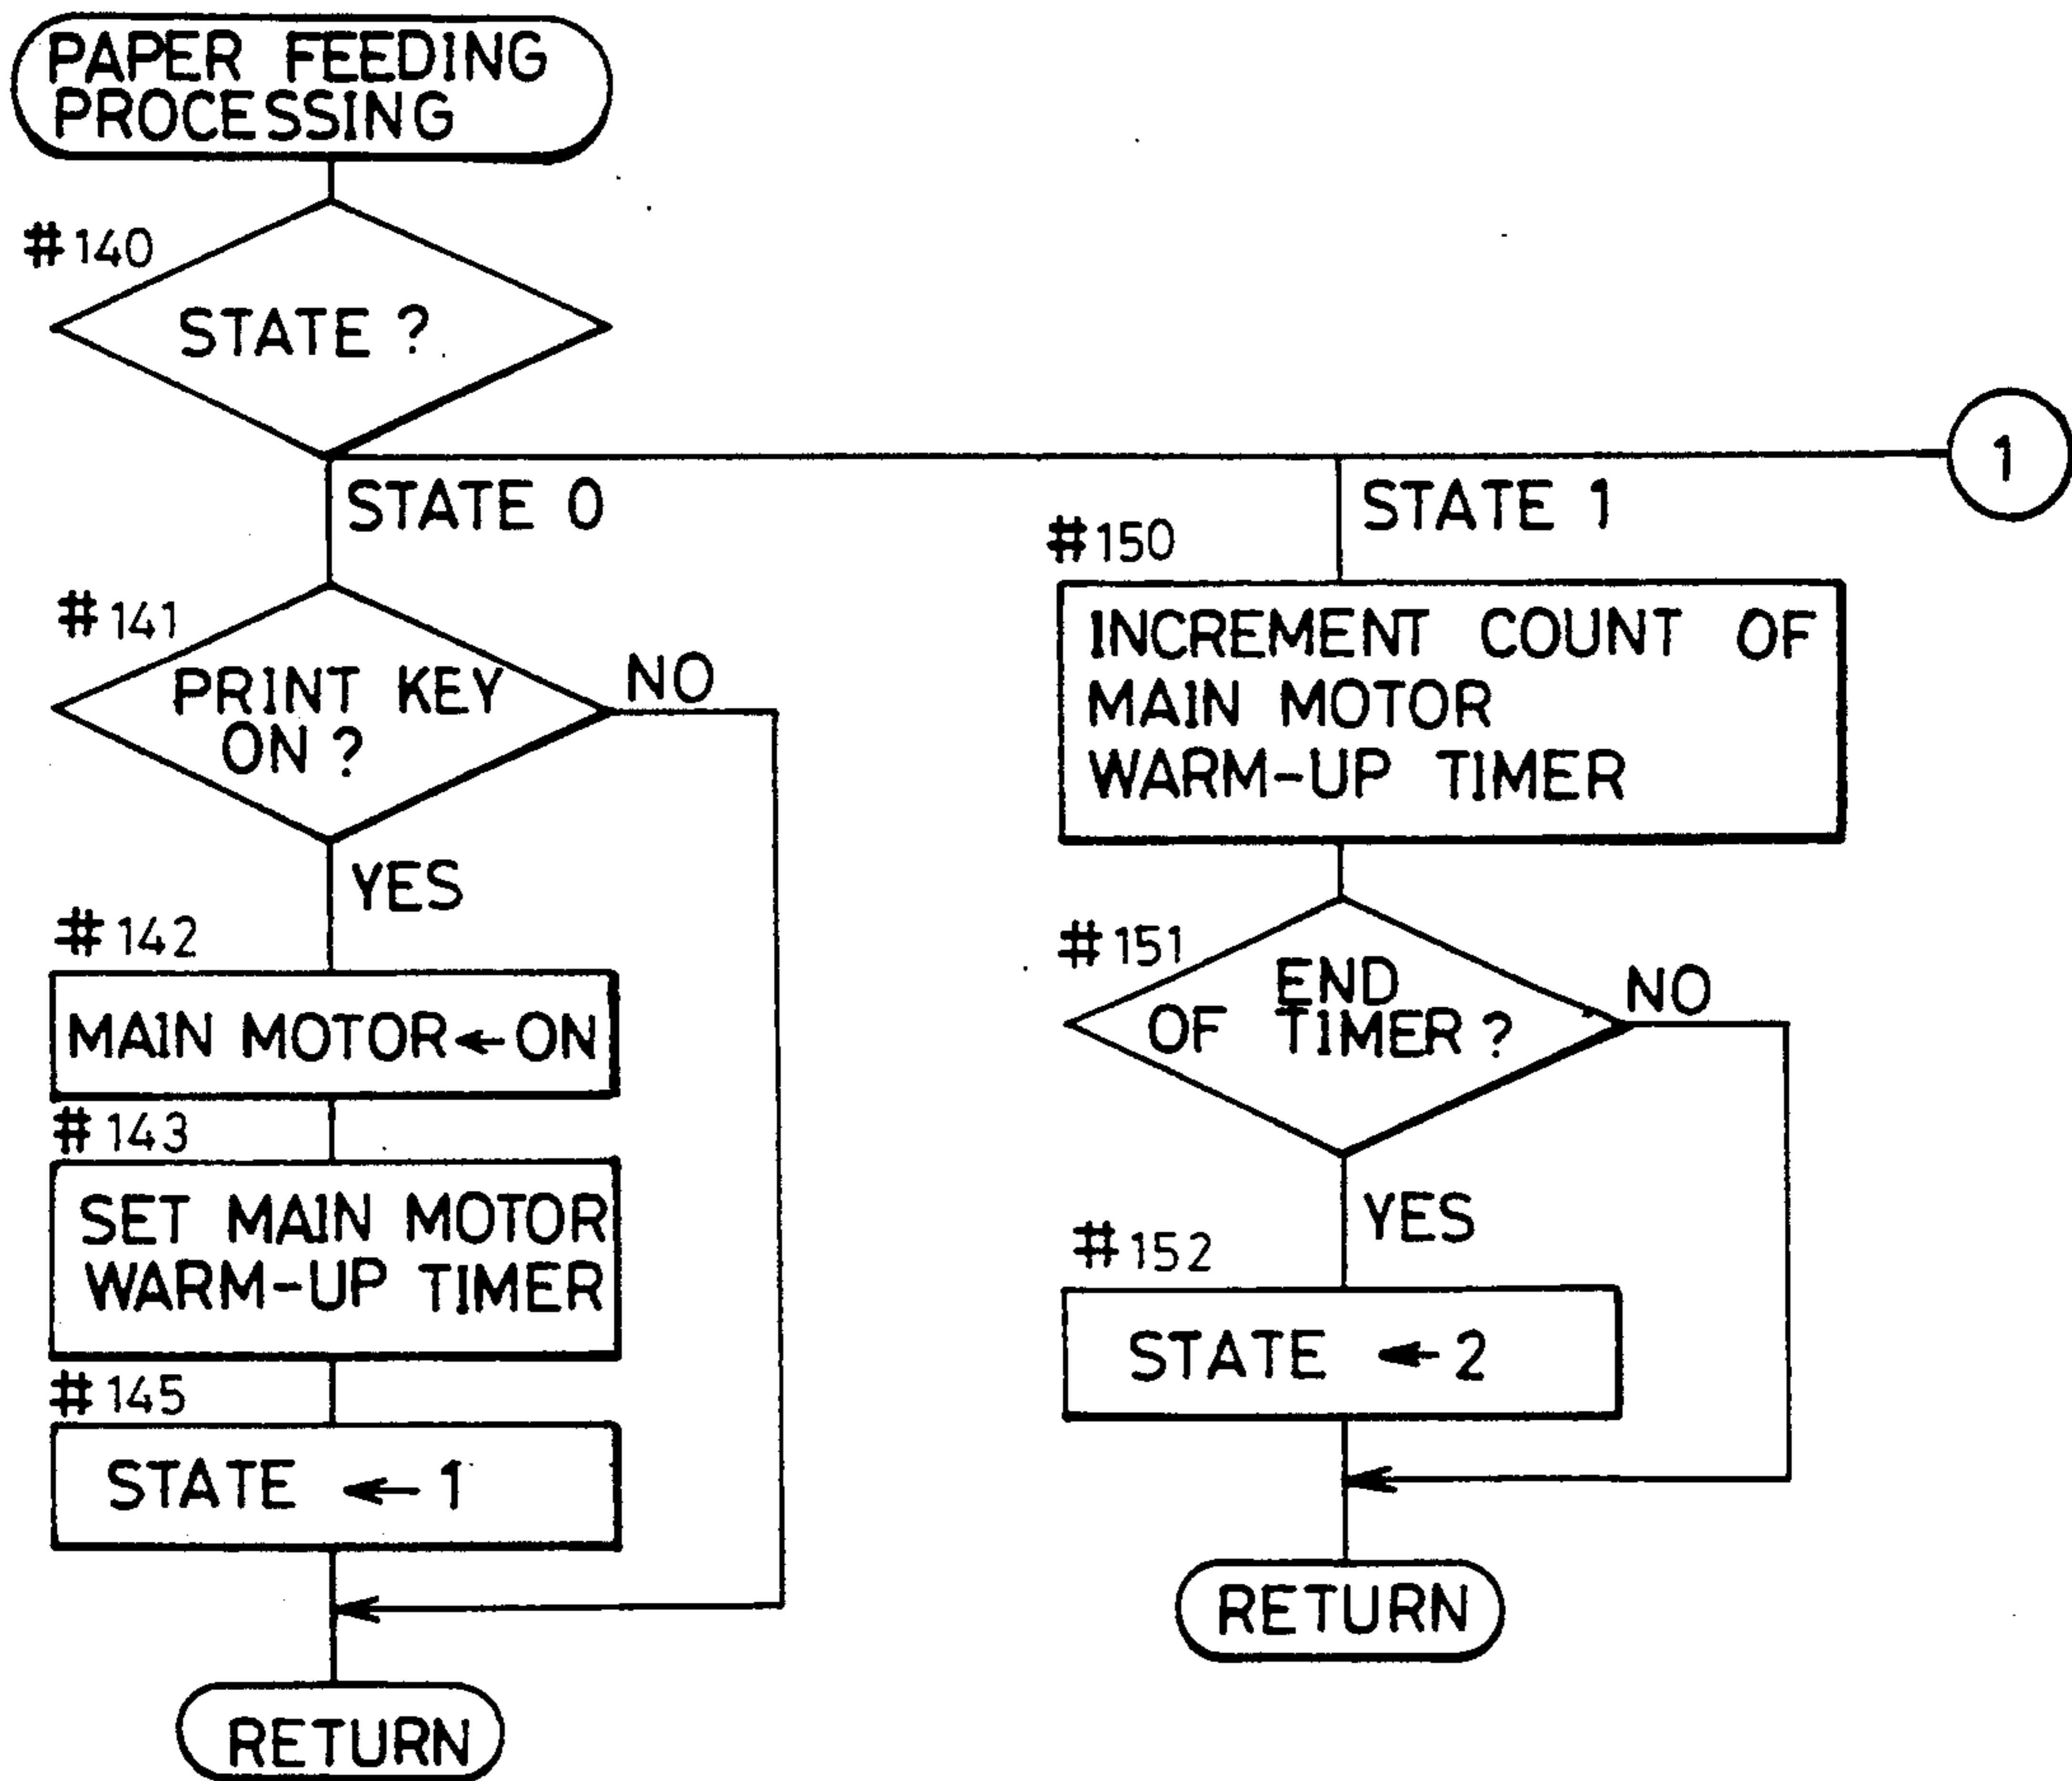 PAPER FEEDING
PROCESSING
#140
STATE ?
STATE 0
#141
PRINT KEY
ON ?
NO
YES
#142
MAIN MOTOR ← ON
#143
SET MAIN MOTOR
WARM-UP TIMER
#145
STATE ← 1
RETURN
1
STATE 1
#150
INCREMENT COUNT OF
MAIN MOTOR
WARM-UP TIMER
#151
END
OF TIMER ?
NO
YES
#152
STATE ← 2
RETURN